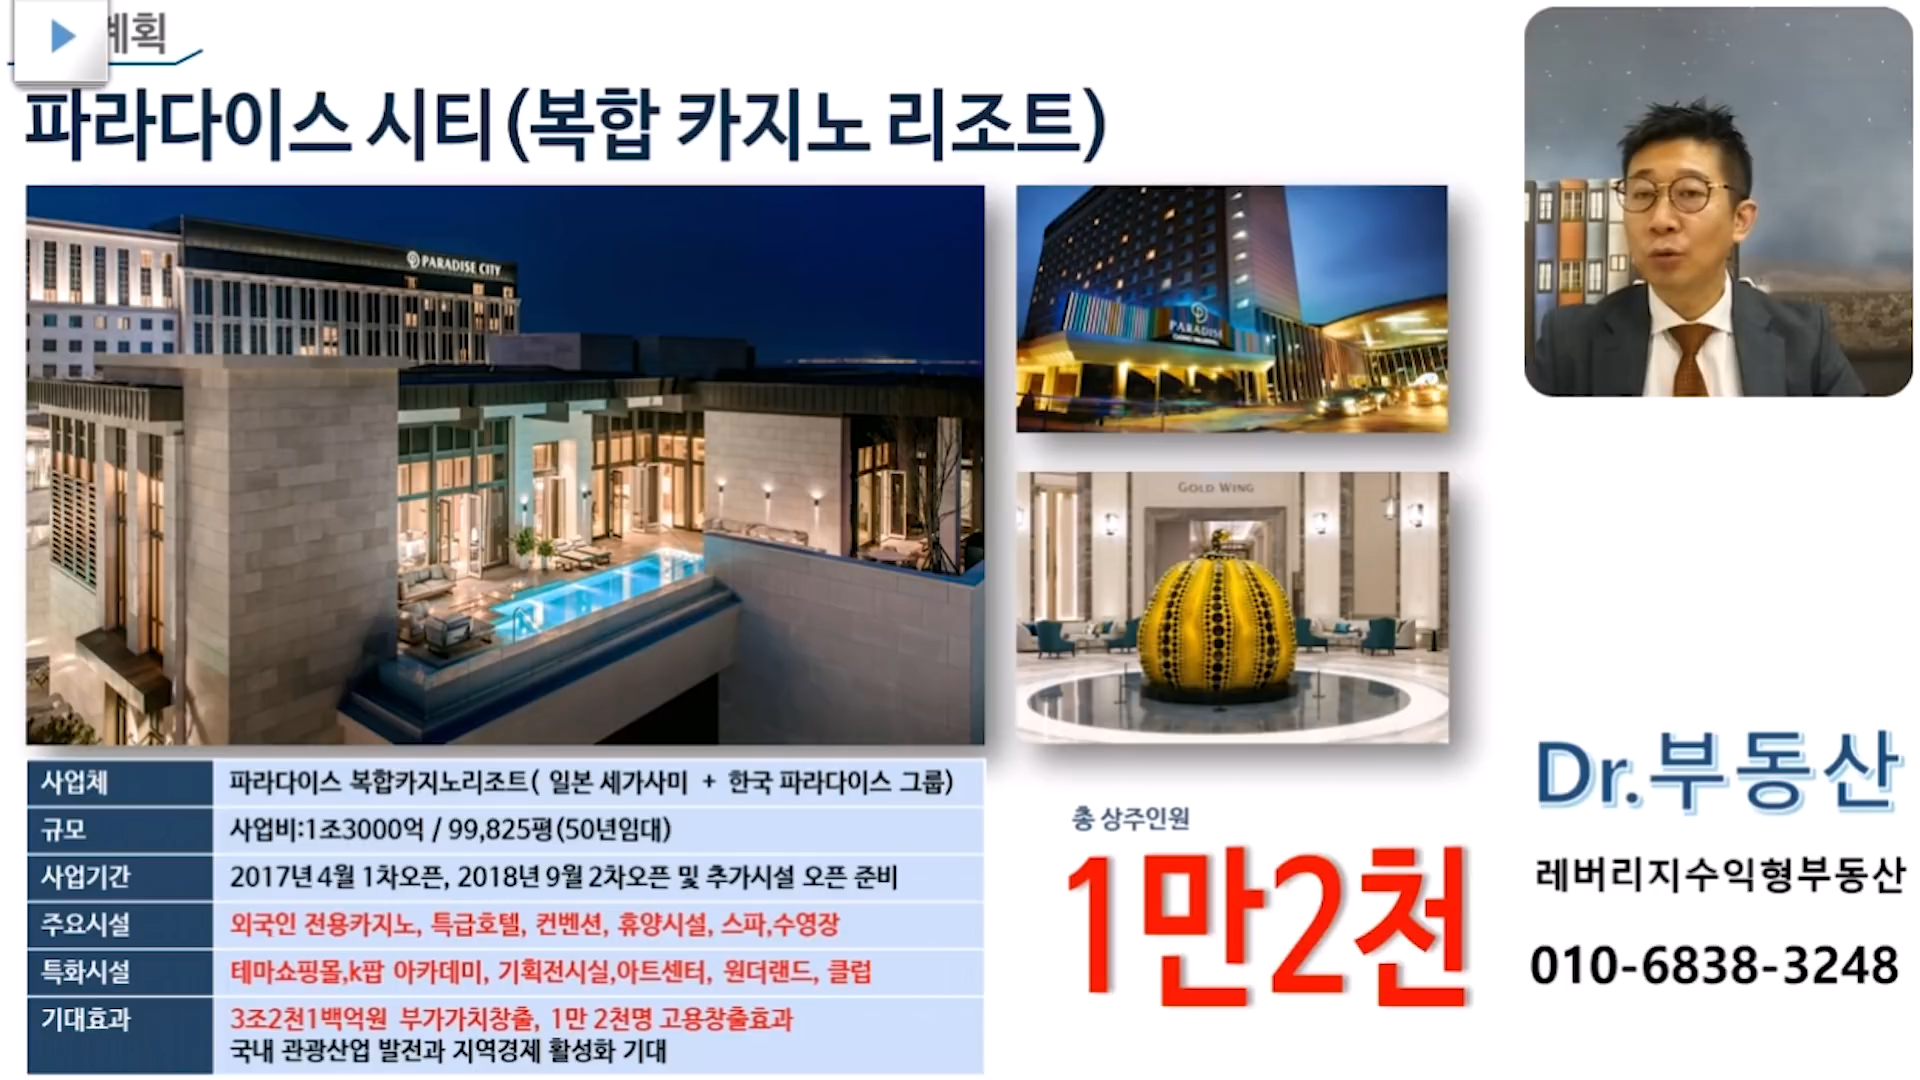 계획
파라다이스 시티(복합 카지노 리조트)
PARADISE CITY
PARADISE
GOLD WING
사업체 파라다이스 복합카지노리조트( 일본 세가사미 + 한국 파라다이스 그룹)
규모 사업비:1조3000억 / 99,825평(50년임대)
사업기간 2017년 4월 1차오픈, 2018년 9월 2차오픈 및 추가시설 오픈 준비
주요시설 외국인 전용카지노, 특급호텔, 컨벤션, 휴양시설, 스파,수영장
특화시설 테마쇼핑몰,k팝 아카데미, 기획전시실,아트센터, 원더랜드, 클럽
기대효과 3조2천1백억원 부가가치창출, 1만 2천명 고용창출효과
국내 관광산업 발전과 지역경제 활성화 기대
총 상주인원
1만2천
Dr.부동산
레버리지수익형부동산
010-6838-3248